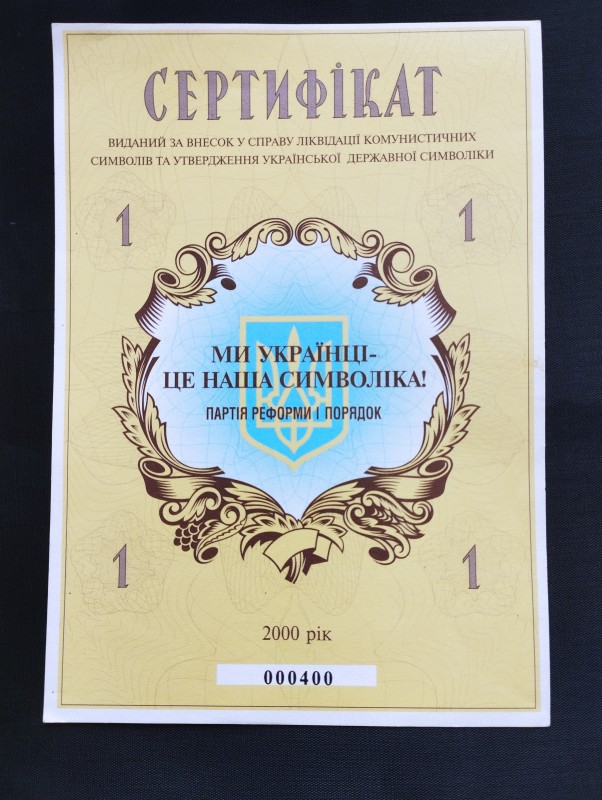 СЕРТИФІКАТ
ВИДАНИЙ ЗА ВНЕСОК У СПРАВУ ЛІКВІДАЦІЇ КОМУНИСТИЧНИХ
СИМВОЛІВ ТА УТВЕРДЖЕННЯ УКРАЇНСЬКОЇ ДЕРЖАВНОЇ СИМВОЛІКИ
1 1
МИ УКРАЇНЦІ-
ЦЕ НАША СИМВОЛІКА!
ПАРТІЯ РЕФОРМИ І ПОРЯДОК
1 1
2000 рік
000400